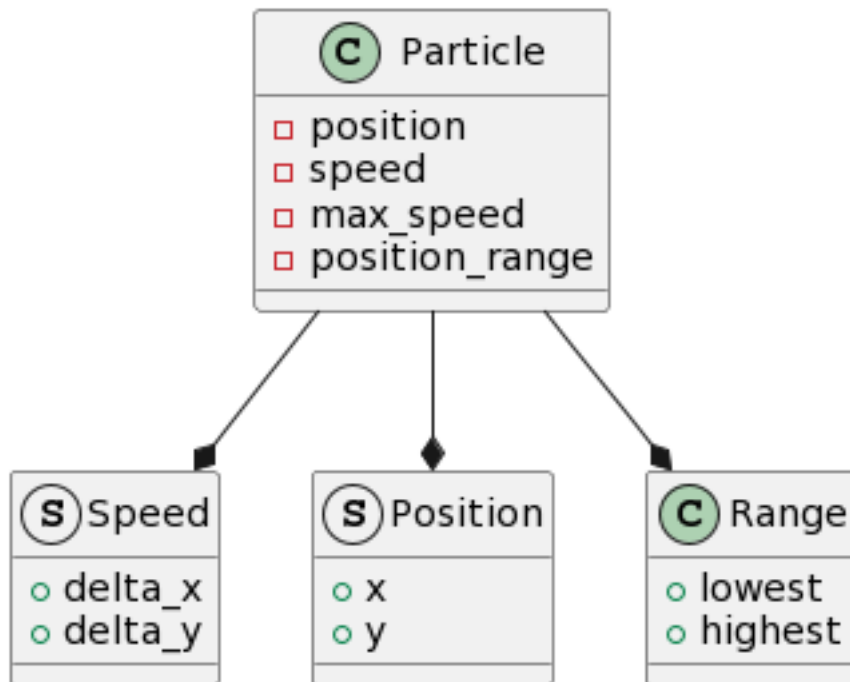 C Particle
position
speed
max_speed
position_range
S Speed
delta_x
delta_y
S Position
x
y
C Range
lowest
highest